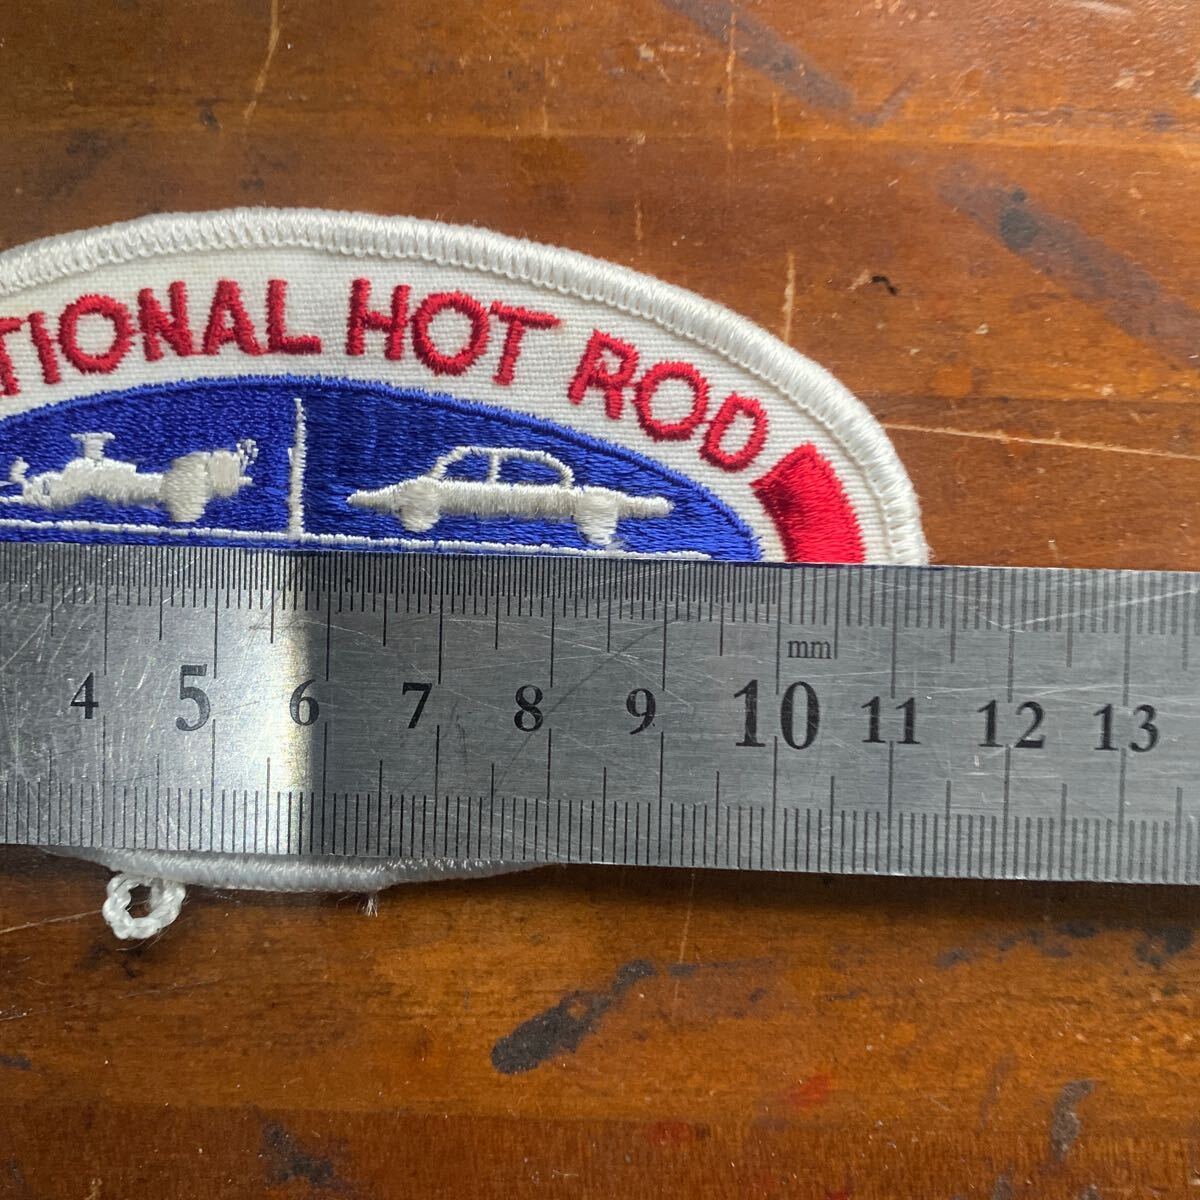 TIONAL HOT ROD
mm
4 5 6 7 8 9 10 11 12 13